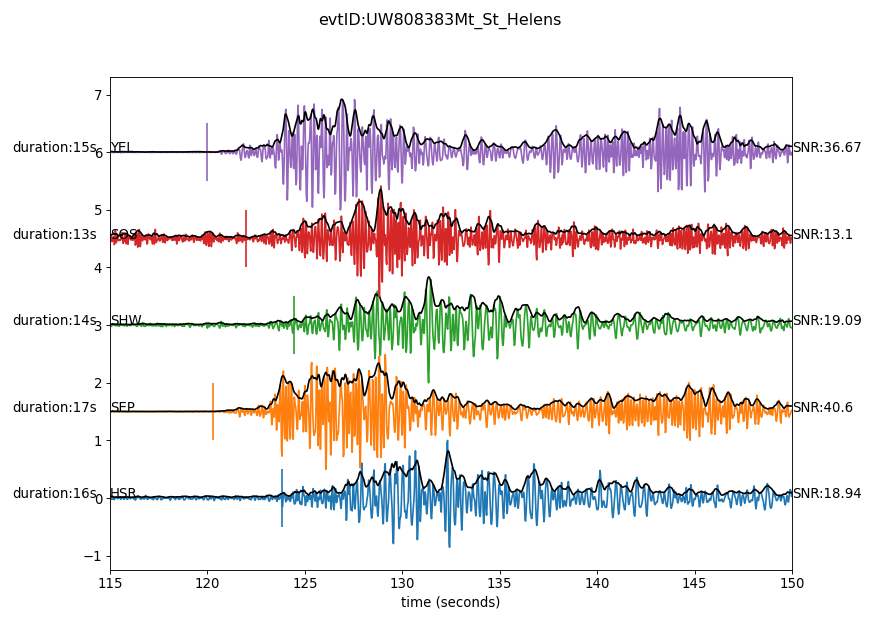 evtID:UW808383Mt_St_Helens
7
duration:15s YEL SNR:36.67
6
5
duration:13s SOS SNR:13.1
4
duration:14s SHW SNR:19.09
3
2
duration:17s SEP SNR:40.6
1
duration:16s HSR SNR:18.94
0
−1
115 120 125 130 135 140 145 150
time (seconds)